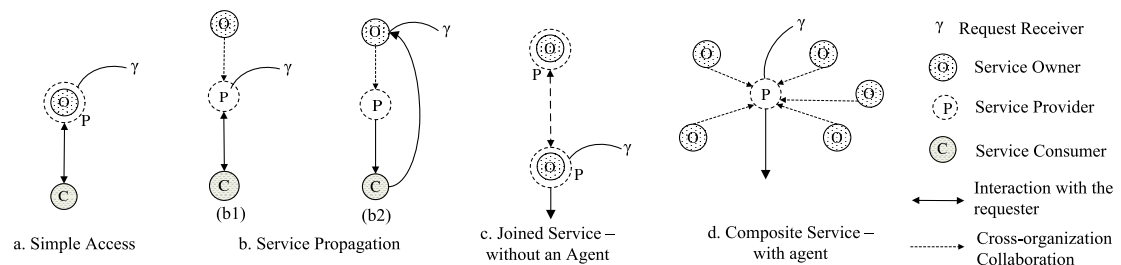 O
P
γ
C
a. Simple Access
O
P
γ
C
(b1)
O
γ
P
C
(b2)
b. Service Propagation
O
P
O
P
γ
c. Joined Service –
without an Agent
γ
O
O
P
O
O
O
d. Composite Service –
with agent
γ Request Receiver
O Service Owner
P Service Provider
C Service Consumer
Interaction with the
requester
Cross-organization
Collaboration